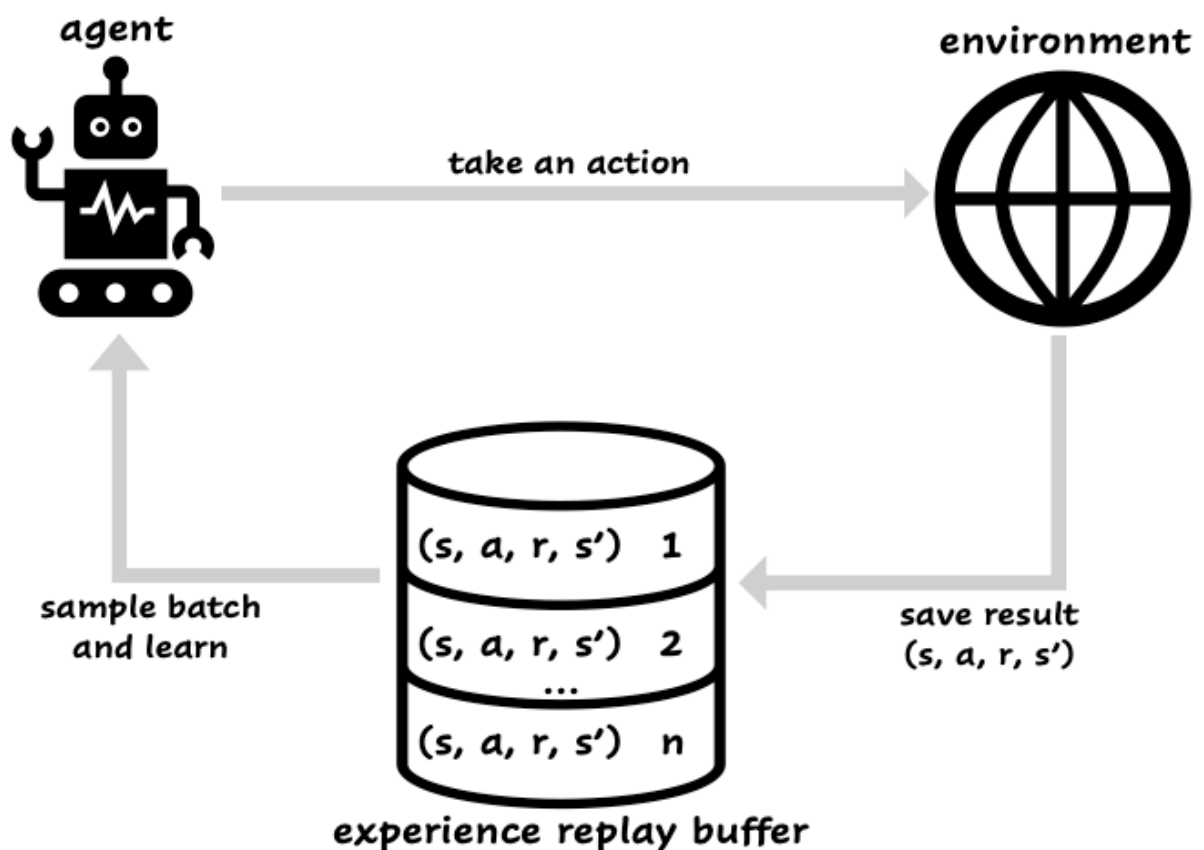 agent
environment
take an action
(s, a, r, s′) 1
(s, a, r, s′) 2
...
(s, a, r, s′) n
sample batch
and learn
save result
(s, a, r, s′)
experience replay buffer